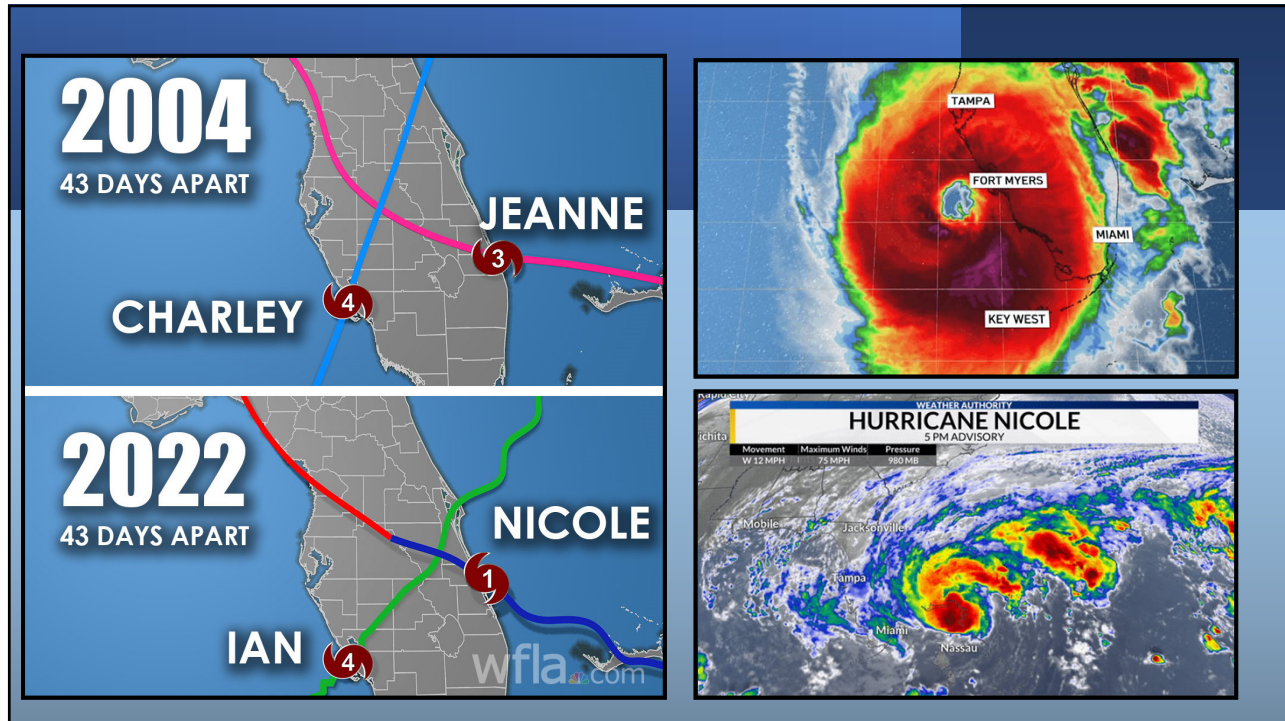 2004
43 DAYS APART
JEANNE
3
4
CHARLEY
2022
43 DAYS APART
NICOLE
1
IAN
4
wfla.com
TAMPA
FORT MYERS
MIAMI
KEY WEST
Rapid City
WEATHER AUTHORITY
HURRICANE NICOLE
5 PM ADVISORY
Movement Maximum Winds Pressure
W 12 MPH 75 MPH 980 MB
Mobile
Jacksonville
Tampa
Miami
Nassau